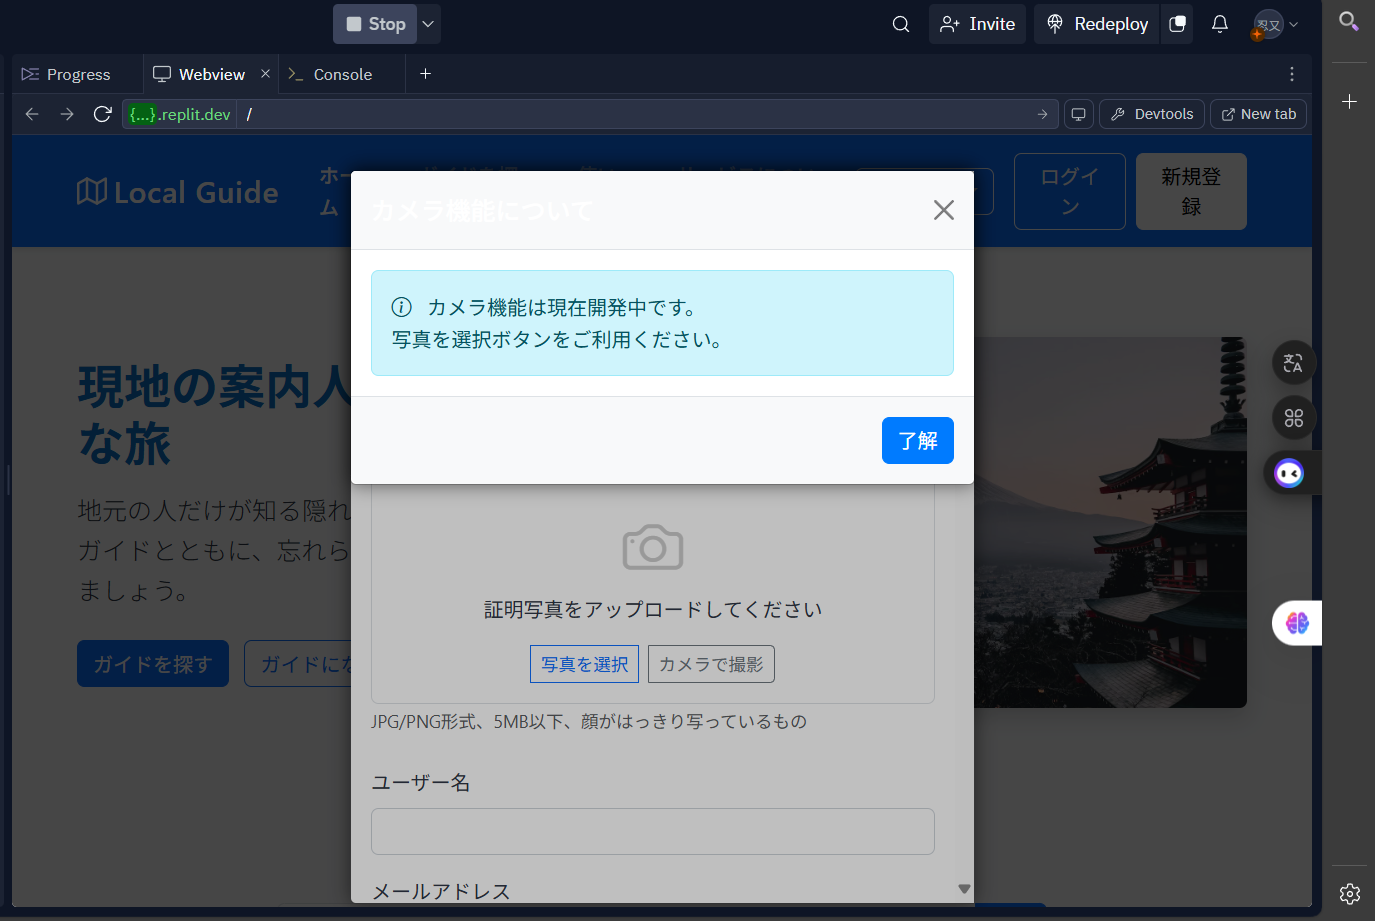 Stop
Invite
Redeploy
忍又
Progress
Webview
Console
{...}.replit.dev
/
Devtools
New tab
Local Guide
ホー
ム
ログイ
ン
新規登
録
カメラ機能について
カメラ機能は現在開発中です。
写真を選択ボタンをご利用ください。
了解
現地の案内人
な旅
地元の人だけが知る隠れ
ガイドとともに、忘れら
ましょう。
ガイドを探す
ガイドにな
証明写真をアップロードしてください
写真を選択
カメラで撮影
JPG/PNG形式、5MB以下、顔がはっきり写っているもの
ユーザー名
メールアドレス